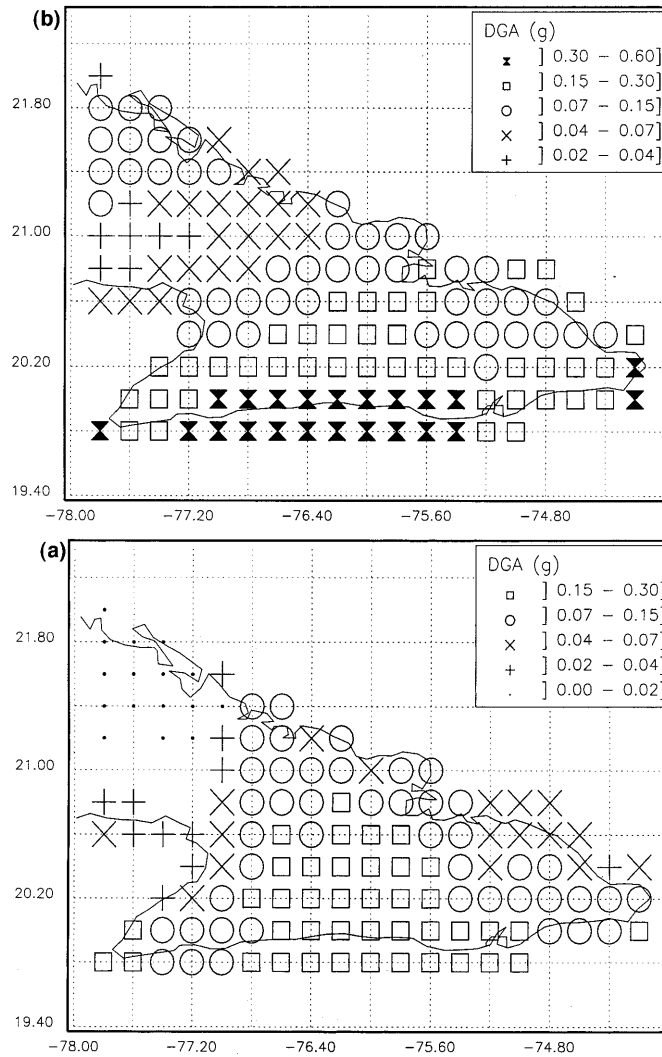 (b)
DGA (g)
] 0.30 – 0.60]
] 0.15 – 0.30]
] 0.07 – 0.15]
] 0.04 – 0.07]
] 0.02 – 0.04]
21.80
21.00
20.20
19.40
−78.00 −77.20 −76.40 −75.60 −74.80
(a)
DGA (g)
] 0.15 – 0.30]
] 0.07 – 0.15]
] 0.04 – 0.07]
] 0.02 – 0.04]
] 0.00 – 0.02]
21.80
21.00
20.20
19.40
−78.00 −77.20 −76.40 −75.60 −74.80